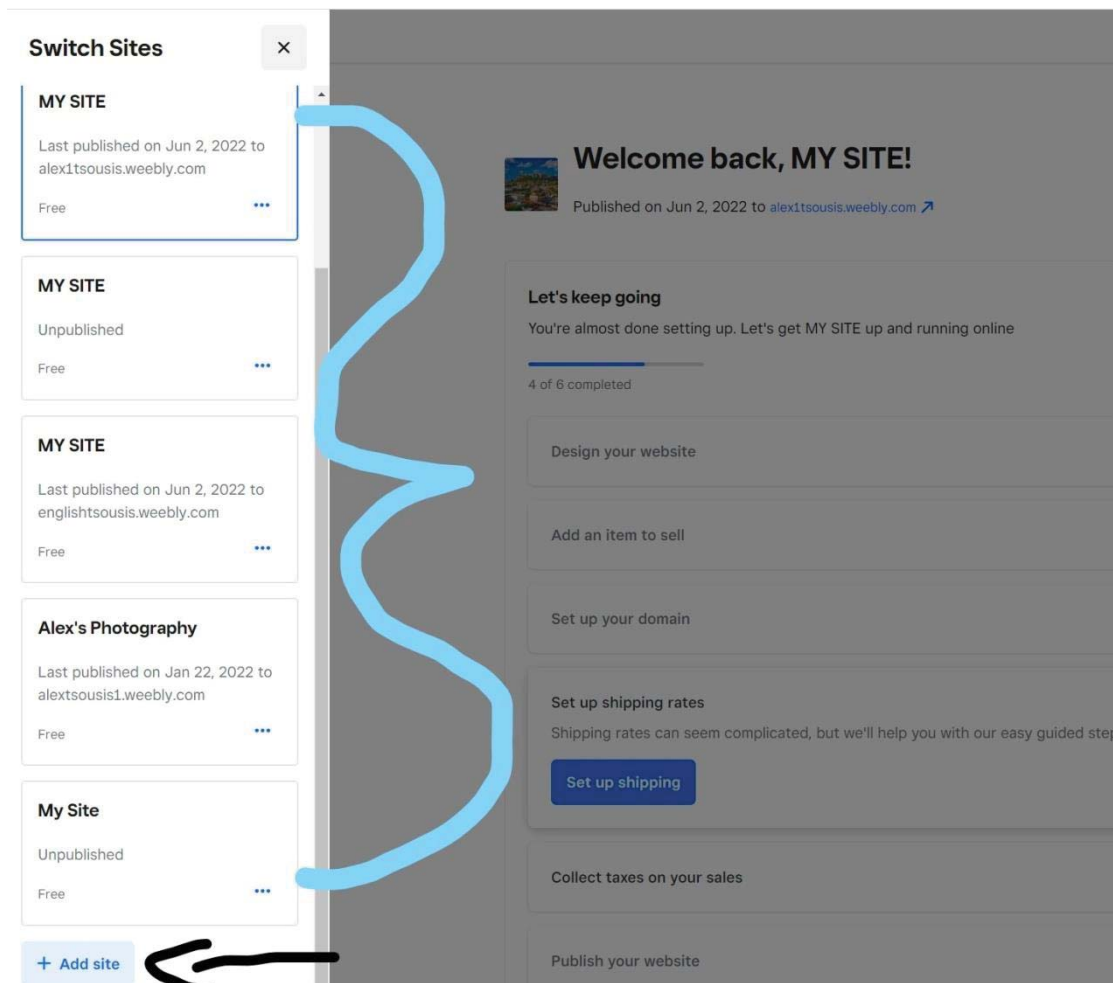 Switch Sites
MY SITE
Last published on Jun 2, 2022 to
alex1tsousis.weebly.com
Free
MY SITE
Unpublished
Free
MY SITE
Last published on Jun 2, 2022 to
englishtsousis.weebly.com
Free
Alex's Photography
Last published on Jan 22, 2022 to
alextsousis1.weebly.com
Free
My Site
Unpublished
Free
+ Add site
Welcome back, MY SITE!
Published on Jun 2, 2022 to alex1tsousis.weebly.com
Let's keep going
You're almost done setting up. Let's get MY SITE up and running online
4 of 6 completed
Design your website
Add an item to sell
Set up your domain
Set up shipping rates
Shipping rates can seem complicated, but we'll help you with our easy guided step
Set up shipping
Collect taxes on your sales
Publish your website